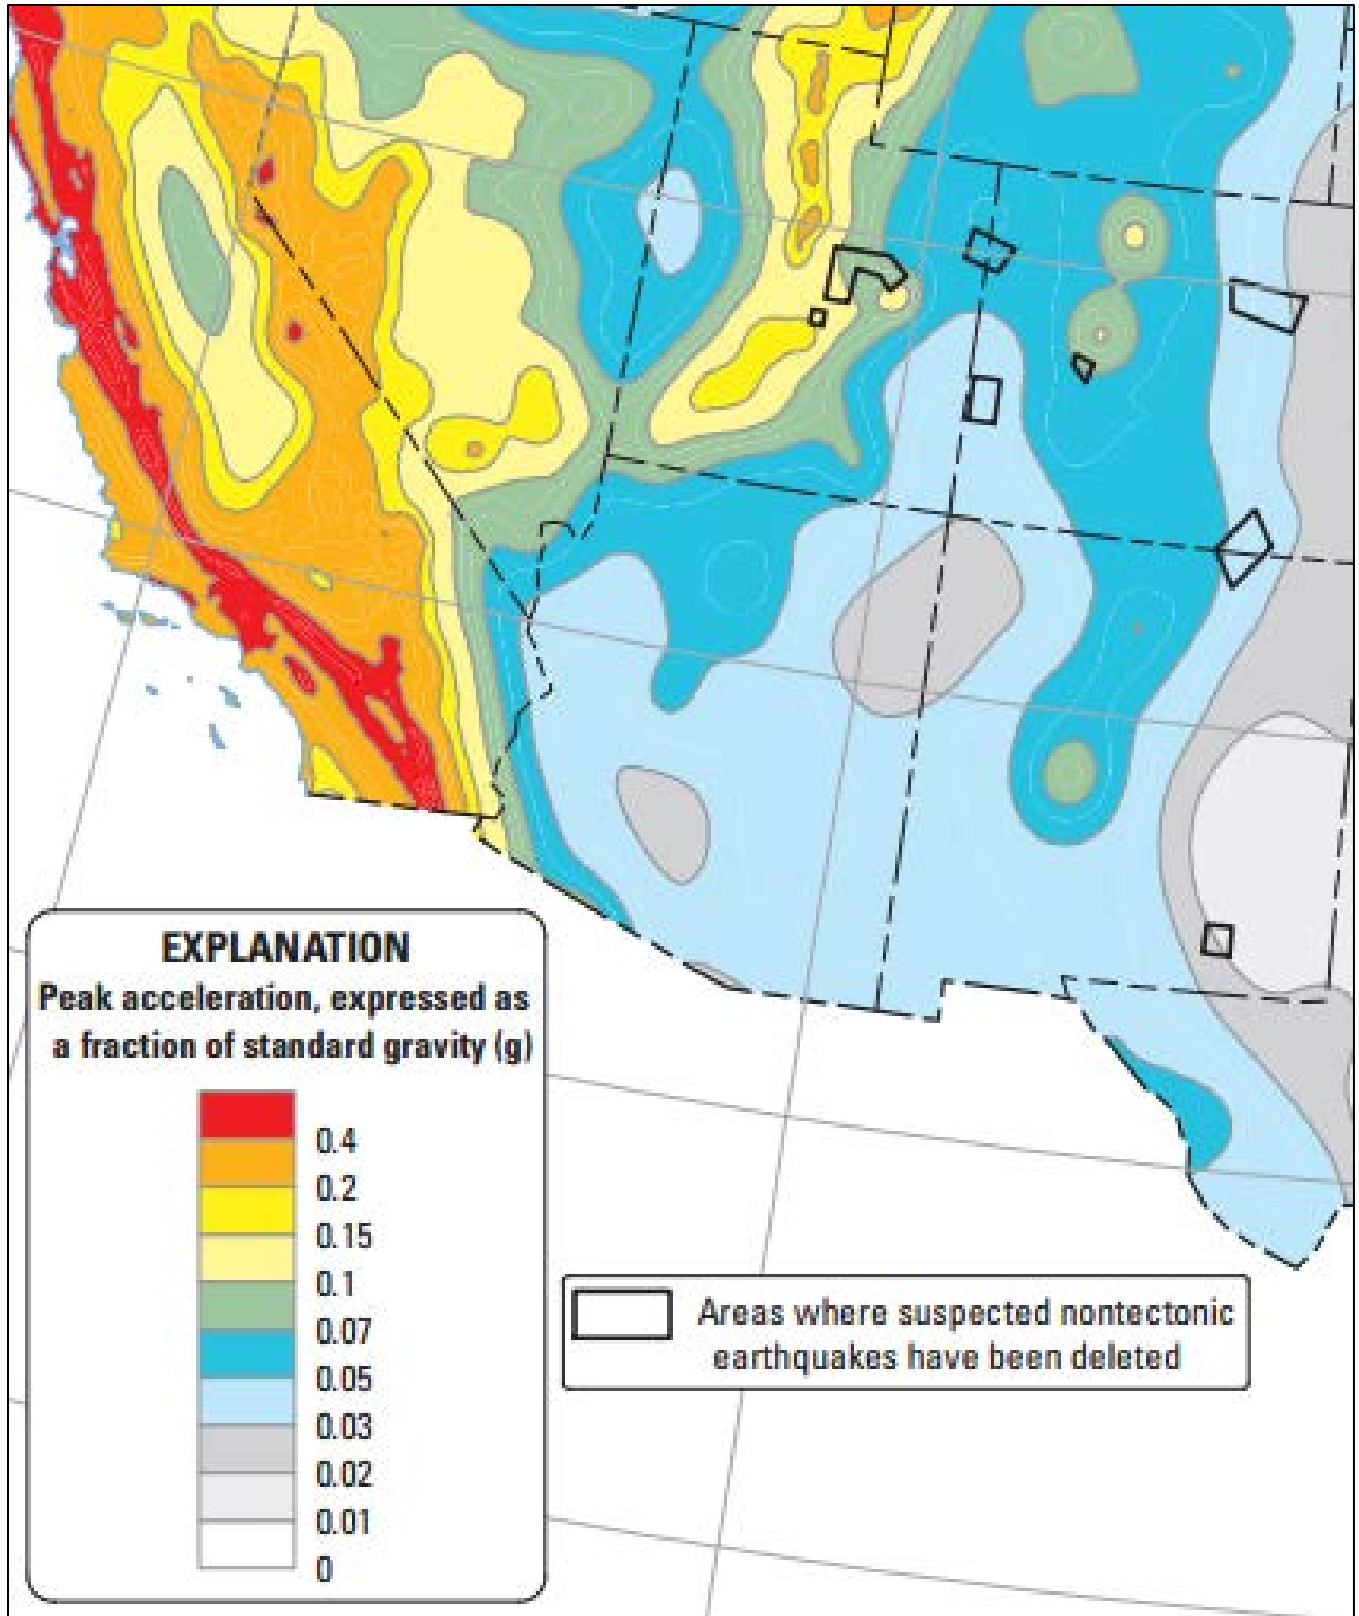 EXPLANATION
Peak acceleration, expressed as
a fraction of standard gravity (g)
0.4
0.2
0.15
0.1
0.07
0.05
0.03
0.02
0.01
0
Areas where suspected nontectonic
earthquakes have been deleted